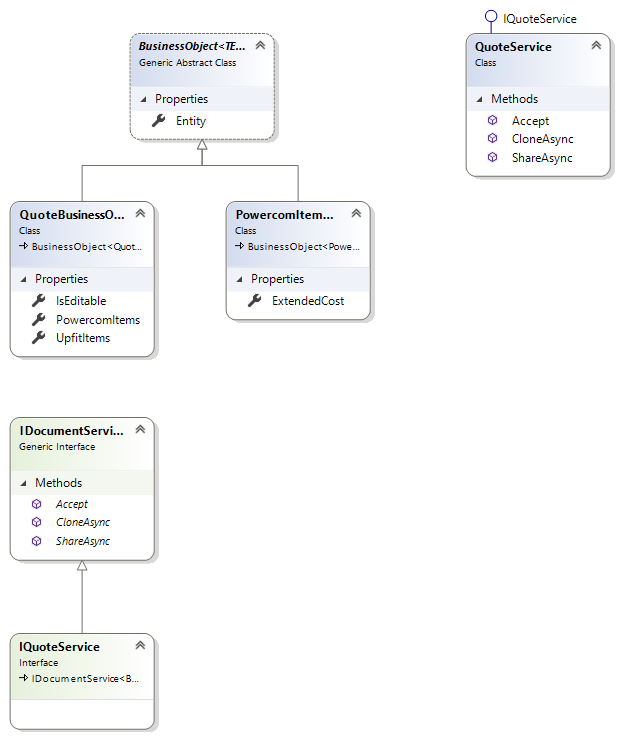 BusinessObject<TE...
Generic Abstract Class
Properties
Entity
IQuoteService
QuoteService
Class
Methods
Accept
CloneAsync
ShareAsync
QuoteBusinessO...
Class
BusinessObject<Quot...
Properties
IsEditable
PowercomItems
UpfitItems
PowercomItem...
Class
BusinessObject<Powe...
Properties
ExtendedCost
IDocumentServi...
Generic Interface
Methods
Accept
CloneAsync
ShareAsync
IQuoteService
Interface
IDocumentService<B...